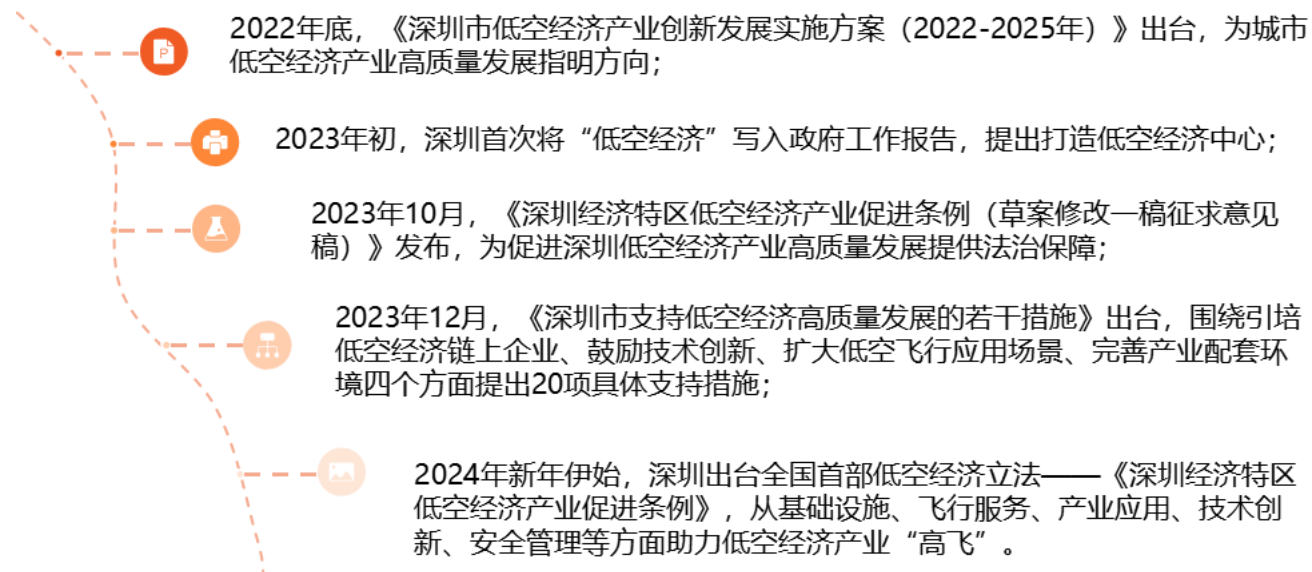 2022年底，《深圳市低空经济产业创新发展实施方案（2022-2025年）》出台，为城市
低空经济产业高质量发展指明方向；
2023年初，深圳首次将“低空经济”写入政府工作报告，提出打造低空经济中心；
2023年10月，《深圳经济特区低空经济产业促进条例（草案修改一稿征求意见
稿）》发布，为促进深圳低空经济产业高质量发展提供法治保障；
2023年12月，《深圳市支持低空经济高质量发展的若干措施》出台，围绕引培
低空经济链上企业、鼓励技术创新、扩大低空飞行应用场景、完善产业配套环
境四个方面提出20项具体支持措施；
2024年新年伊始，深圳出台全国首部低空经济立法——《深圳经济特区
低空经济产业促进条例》，从基础设施、飞行服务、产业应用、技术创
新、安全管理等方面助力低空经济产业“高飞”。